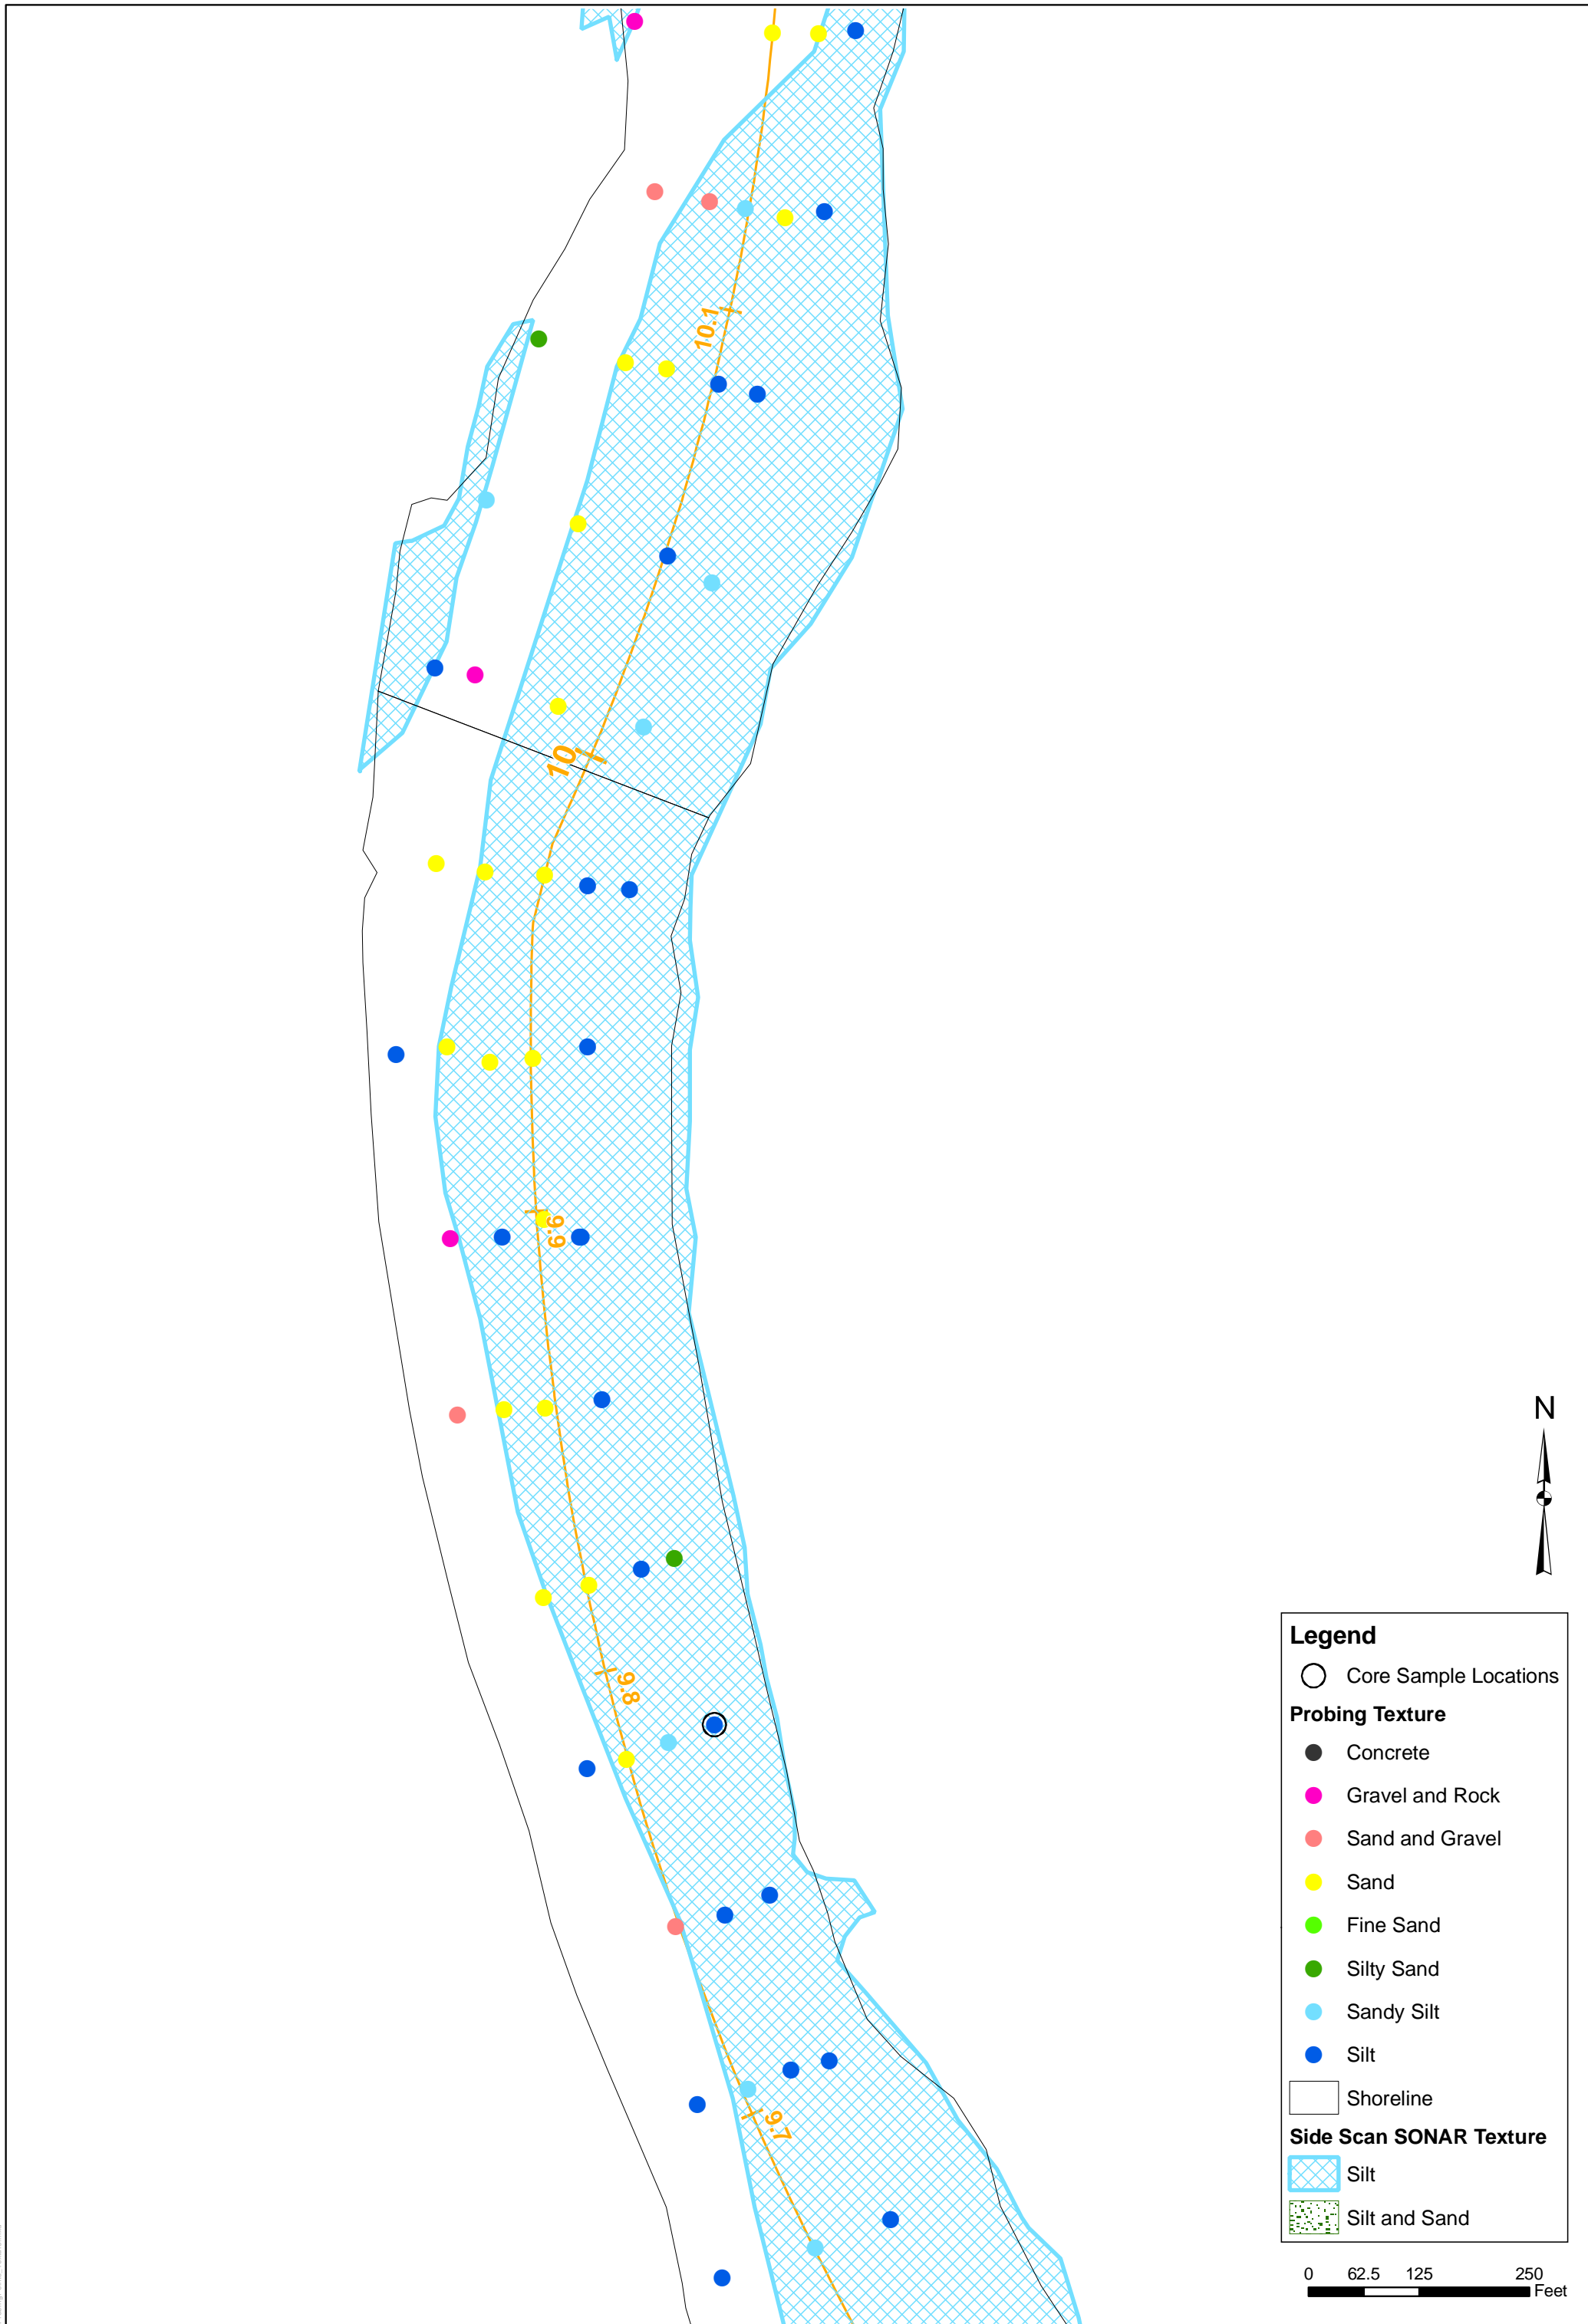 10.1
10
9.9
9.8
9.7
N
Legend
Core Sample Locations
Probing Texture
Concrete
Gravel and Rock
Sand and Gravel
Sand
Fine Sand
Silty Sand
Sandy Silt
Silt
Shoreline
Side Scan SONAR Texture
Silt
Silt and Sand
0 62.5 125 250
Feet